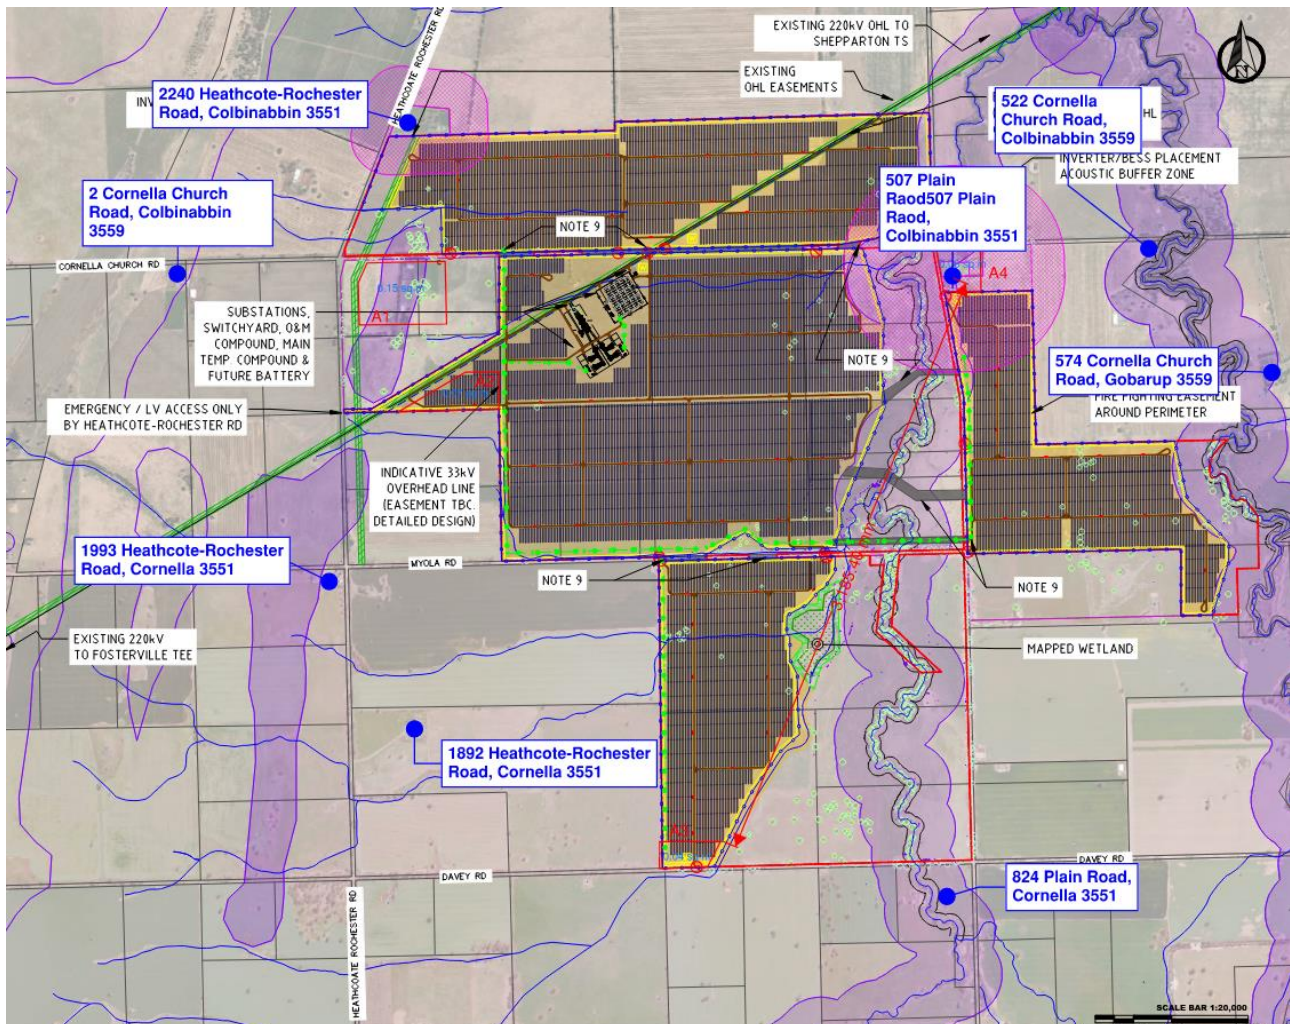 HEATHCOATE ROCHESTER RD
EXISTING 220kV OHL TO
SHEPPARTON TS
EXISTING
OHL EASEMENTS
N
2240 Heathcote-Rochester
Road, Colbinabbin 3551
INV
522 Cornella
Church Road,
Colbinabbin 3559
HL
INVERTER/BESS PLACEMENT
ACOUSTIC BUFFER ZONE
2 Cornella Church
Road, Colbinabbin
3559
507 Plain
Raod507 Plain
Raod,
Colbinabbin 3551
NOTE 9
CORNELLA CHURCH RD
A4
A1
SUBSTATIONS,
SWITCHYARD, O&M
COMPOUND, MAIN
TEMP. COMPOUND &
FUTURE BATTERY
NOTE 9
574 Cornella Church
Road, Gobarup 3559
FIRE FIGHTING EASEMENT
AROUND PERIMETER
A2
EMERGENCY / LV ACCESS ONLY
BY HEATHCOTE-ROCHESTER RD
INDICATIVE 33kV
OVERHEAD LINE
(EASEMENT TBC.
DETAILED DESIGN)
1993 Heathcote-Rochester
Road, Cornella 3551
MYOLA RD
NOTE 9
NOTE 9
EXISTING 220kV
TO FOSTERVILLE TEE
MAPPED WETLAND
1892 Heathcote-Rochester
Road, Cornella 3551
A3
DAVEY RD
DAVEY RD
824 Plain Road,
Cornella 3551
HEATHCOATE ROCHESTER RD
SCALE BAR 1:20,000